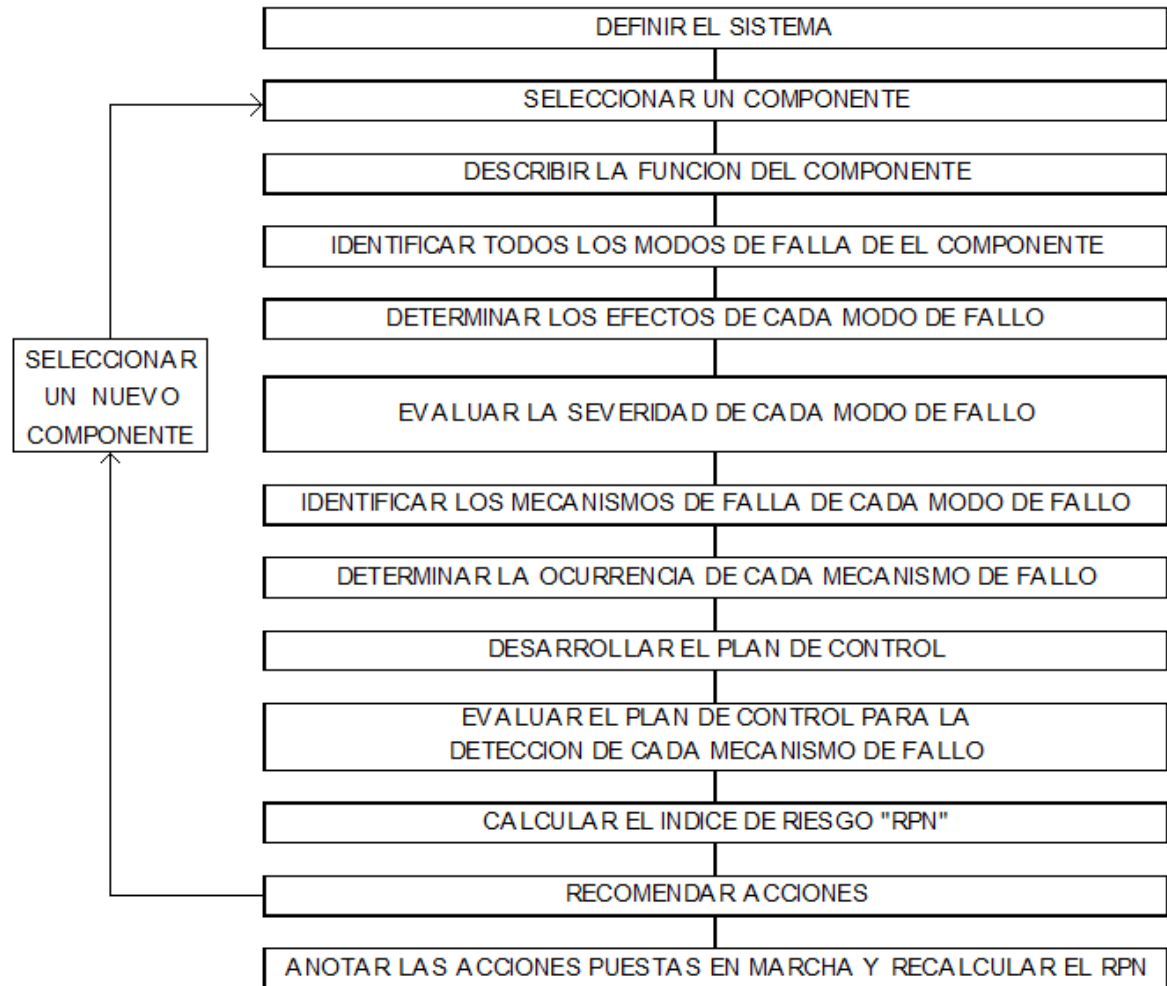 DEFINIR EL SISTEMA
SELECCIONAR UN COMPONENTE
DESCRIBIR LA FUNCION DEL COMPONENTE
IDENTIFICAR TODOS LOS MODOS DE FALLA DE EL COMPONENTE
DETERMINAR LOS EFECTOS DE CADA MODO DE FALLO
SELECCIONAR
UN NUEVO
COMPONENTE
EVALUAR LA SEVERIDAD DE CADA MODO DE FALLO
IDENTIFICAR LOS MECANISMOS DE FALLA DE CADA MODO DE FALLO
DETERMINAR LA OCURRENCIA DE CADA MECANISMO DE FALLO
DESARROLLAR EL PLAN DE CONTROL
EVALUAR EL PLAN DE CONTROL PARA LA
DETECCION DE CADA MECANISMO DE FALLO
CALCULAR EL INDICE DE RIESGO "RPN"
RECOMENDAR ACCIONES
ANOTAR LAS ACCIONES PUESTAS EN MARCHA Y RECALCULAR EL RPN